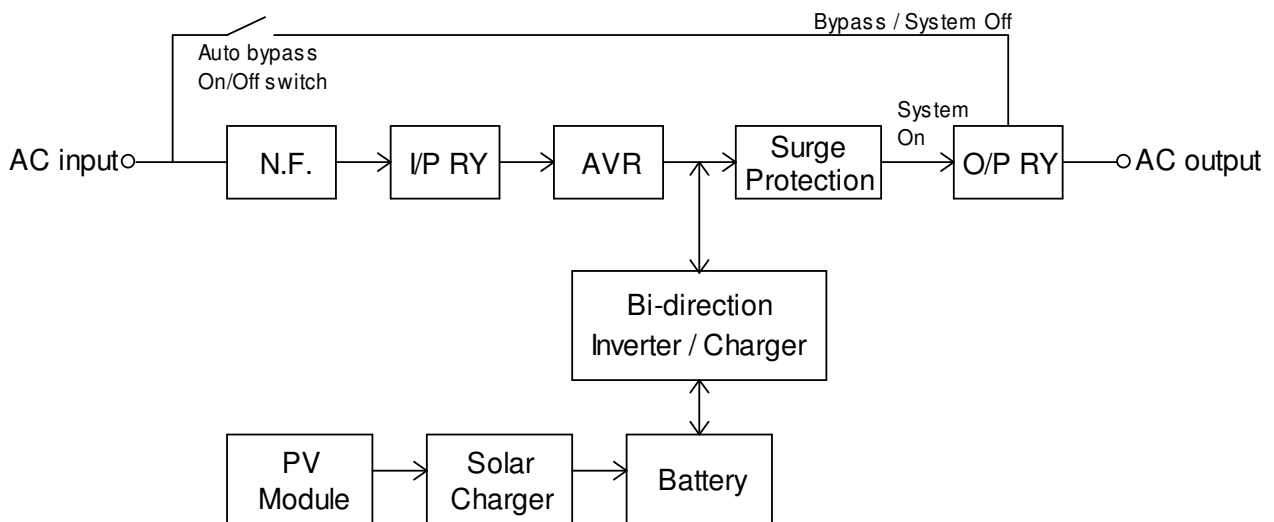 Bypass / System Off
Auto bypass
On/Off switch
System
On
AC input
N.F.
I/P RY
AVR
Surge
Protection
O/P RY
AC output
Bi-direction
Inverter / Charger
PV
Module
Solar
Charger
Battery